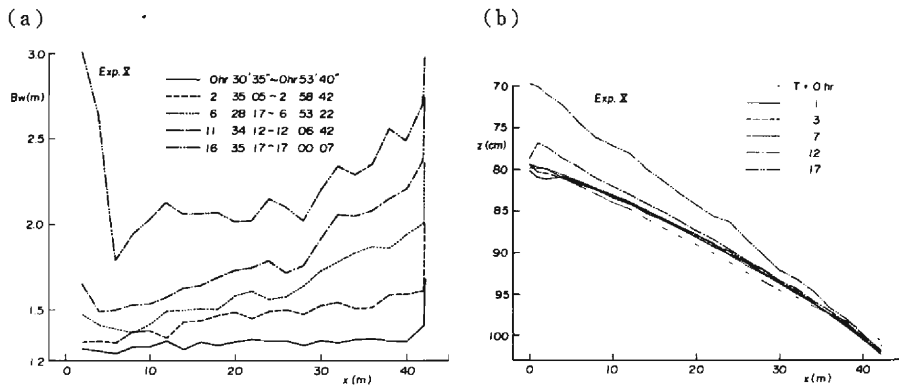 (a)
3.0
Exp. X
Bw(m)
0hr 30'35"~0hr 53'40"
2 35 05~2 58 42
6 28 17~6 53 22
11 34 12~12 06 42
16 35 17~17 00 07
2.5
2.0
1.5
1.2
0 10 20 30 40
x(m)
(b)
70
Exp. X
T = 0 hr
1
3
7
12
17
75
z(cm)
80
85
90
95
100
0 10 20 30 40
x(m)